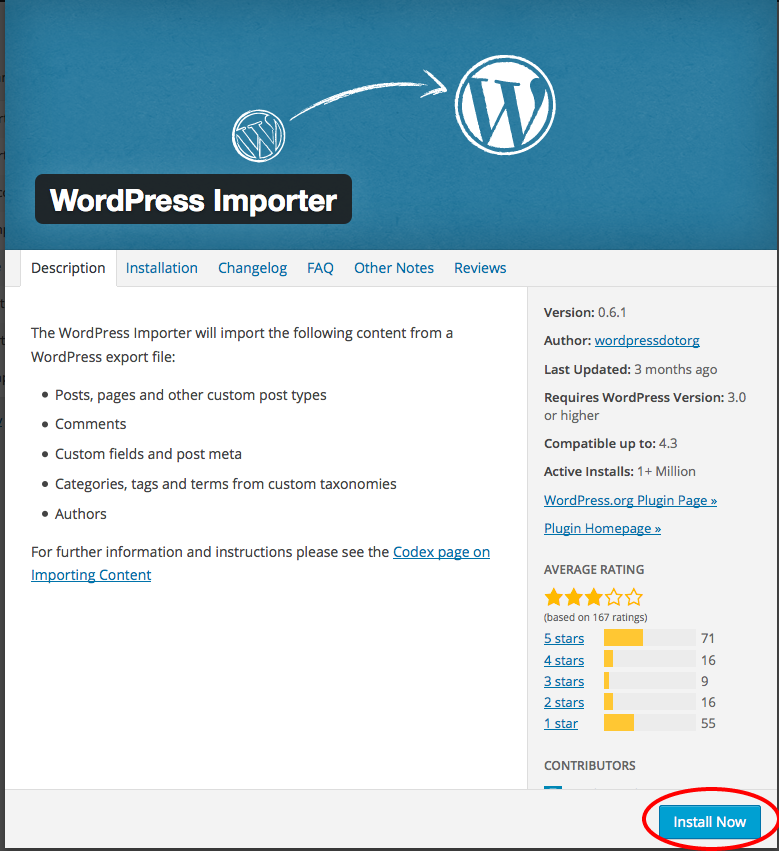 WordPress Importer
Description Installation Changelog FAQ Other Notes Reviews
The WordPress Importer will import the following content from a
WordPress export file:
Posts, pages and other custom post types
Comments
Custom fields and post meta
Categories, tags and terms from custom taxonomies
Authors
For further information and instructions please see the Codex page on
Importing Content
Version: 0.6.1
Author: wordpressdotorg
Last Updated: 3 months ago
Requires WordPress Version: 3.0
or higher
Compatible up to: 4.3
Active Installs: 1+ Million
WordPress.org Plugin Page »
Plugin Homepage »
AVERAGE RATING
(based on 167 ratings)
5 stars 71
4 stars 16
3 stars 9
2 stars 16
1 star 55
CONTRIBUTORS
Install Now